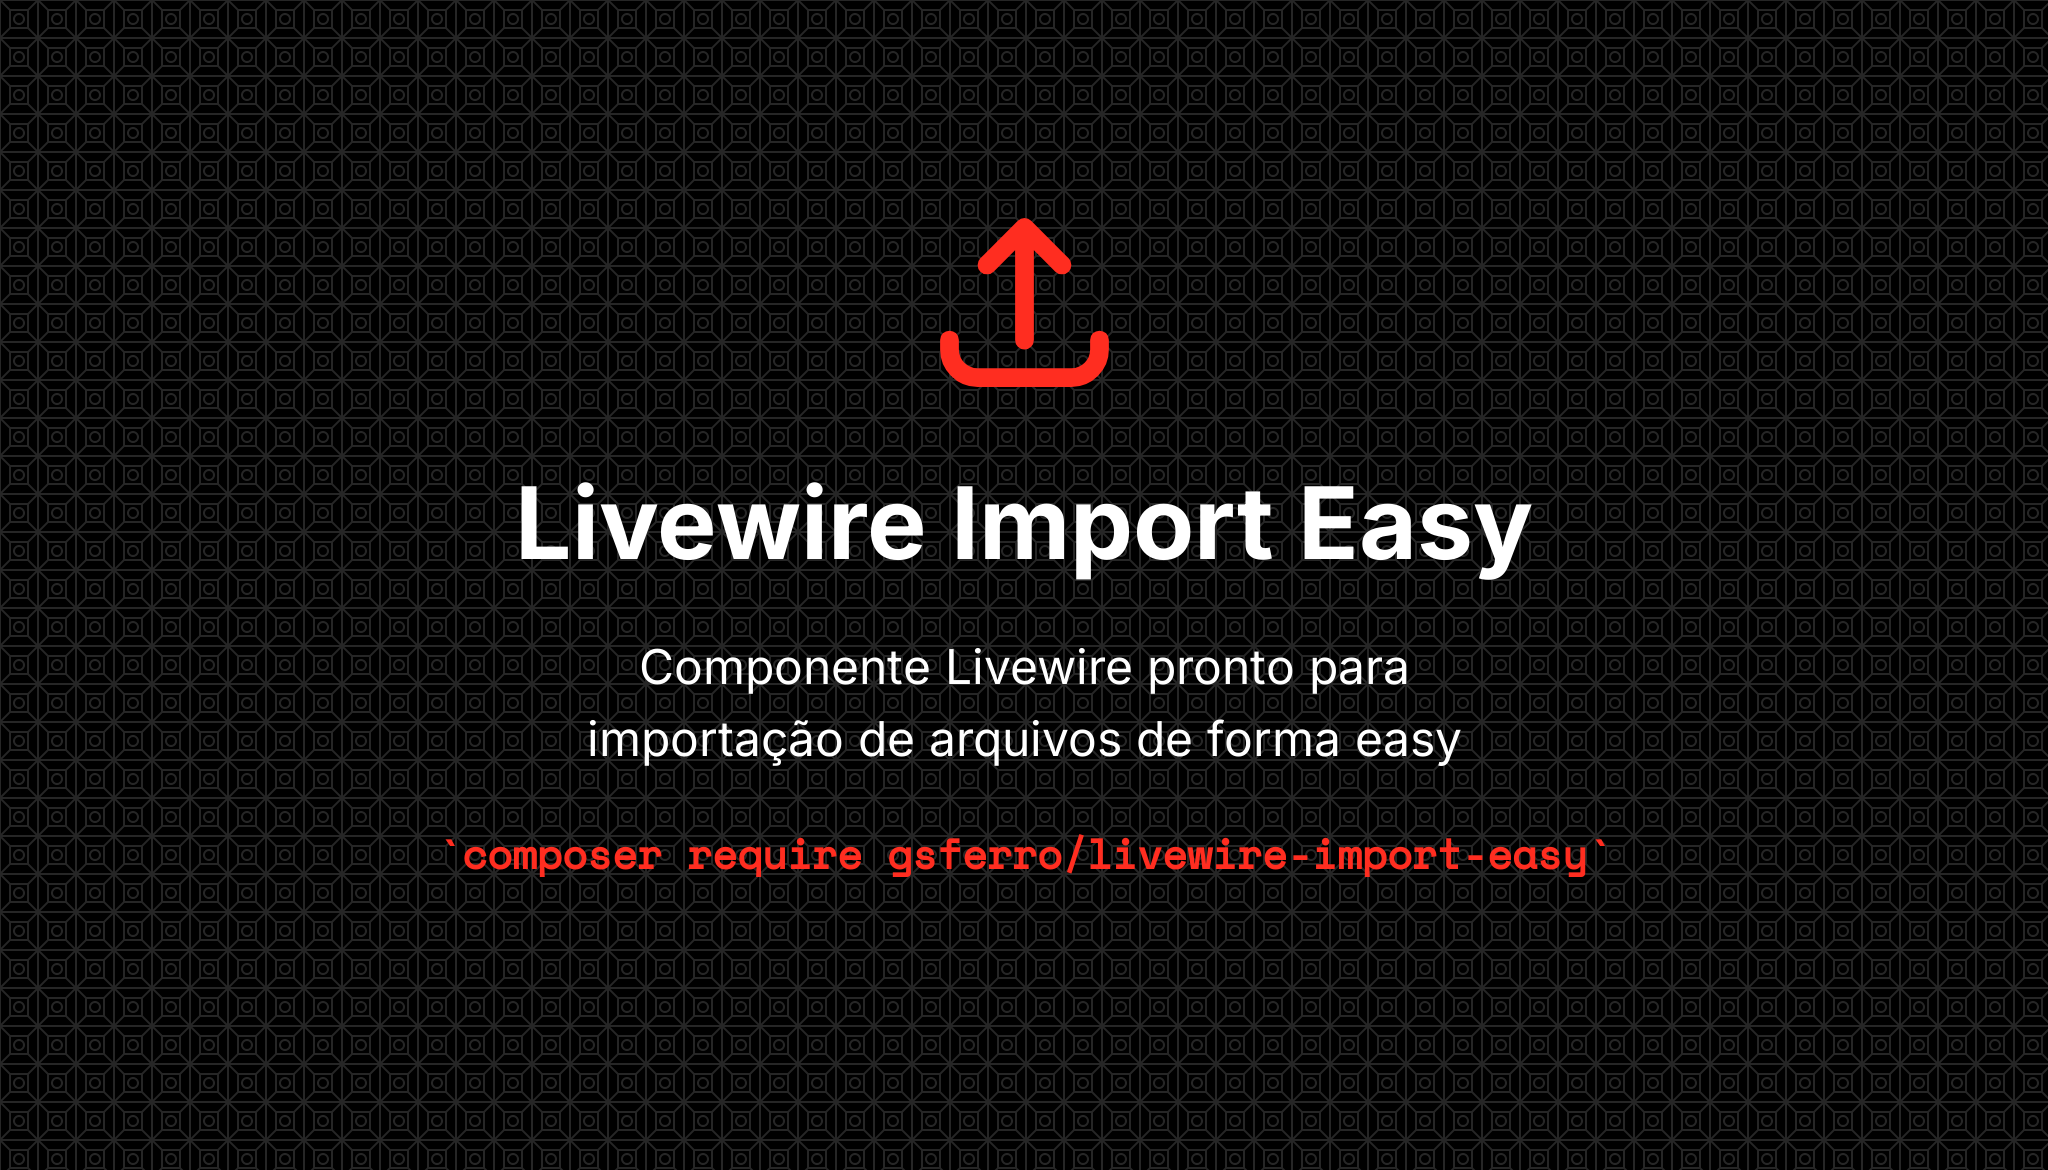 Livewire Import Easy
Componente Livewire pronto para
importação de arquivos de forma easy
`composer require gsferro/livewire-import-easy`